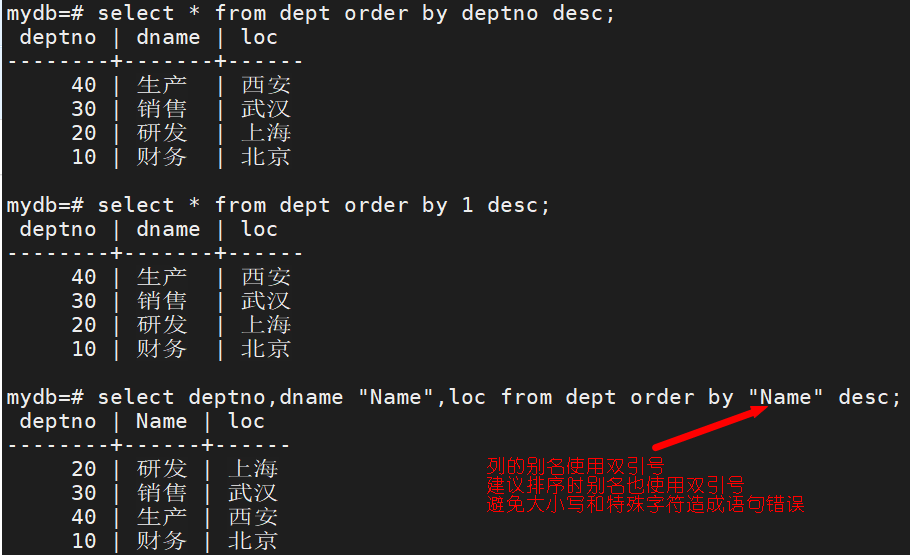 mydb=# select * from dept order by deptno desc;
 deptno | dname | loc
--------+-------+------
     40 | 生产  | 西安
     30 | 销售  | 武汉
     20 | 研发  | 上海
     10 | 财务  | 北京
mydb=# select * from dept order by 1 desc;
 deptno | dname | loc
--------+-------+------
     40 | 生产  | 西安
     30 | 销售  | 武汉
     20 | 研发  | 上海
     10 | 财务  | 北京
mydb=# select deptno,dname "Name",loc from dept order by "Name" desc;
 deptno | Name | loc
--------+------+------
     20 | 研发 | 上海
     30 | 销售 | 武汉
     40 | 生产 | 西安
     10 | 财务 | 北京
列的别名使用双引号
建议排序时别名也使用双引号
避免大小写和特殊字符造成语句错误